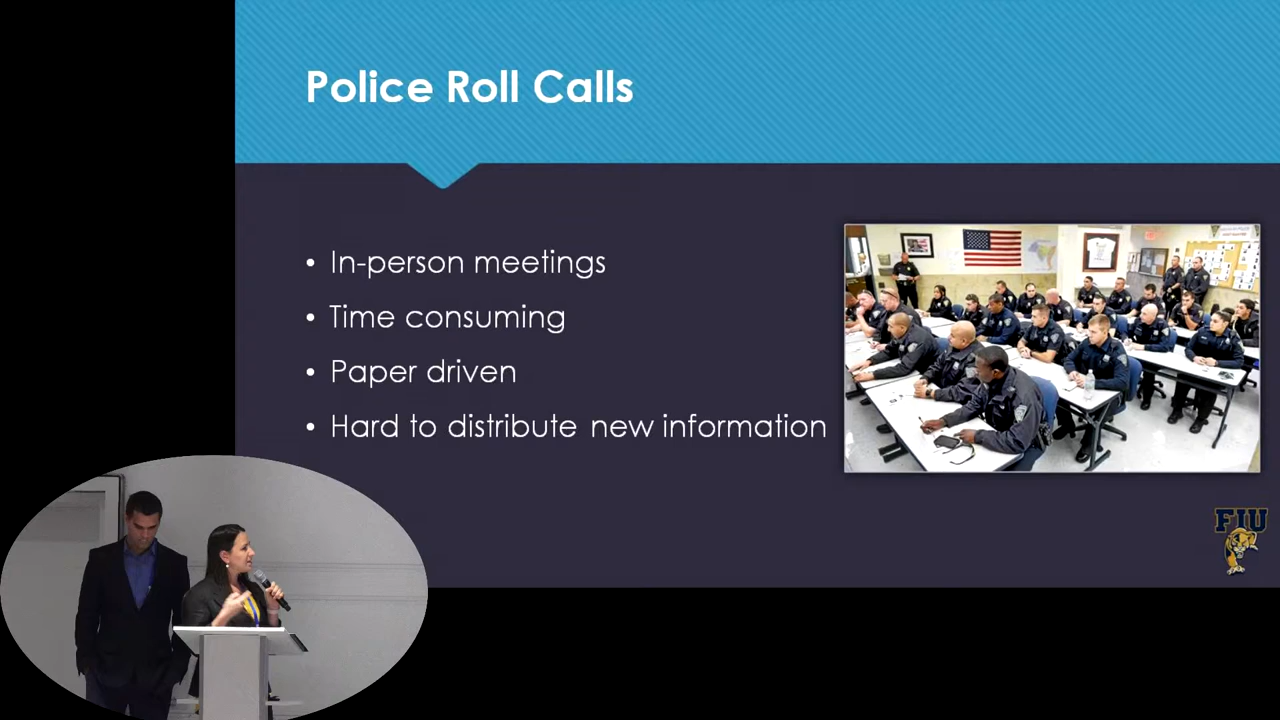 Police Roll Calls
• In-person meetings
• Time consuming
• Paper driven
• Hard to distribute new information
FIU